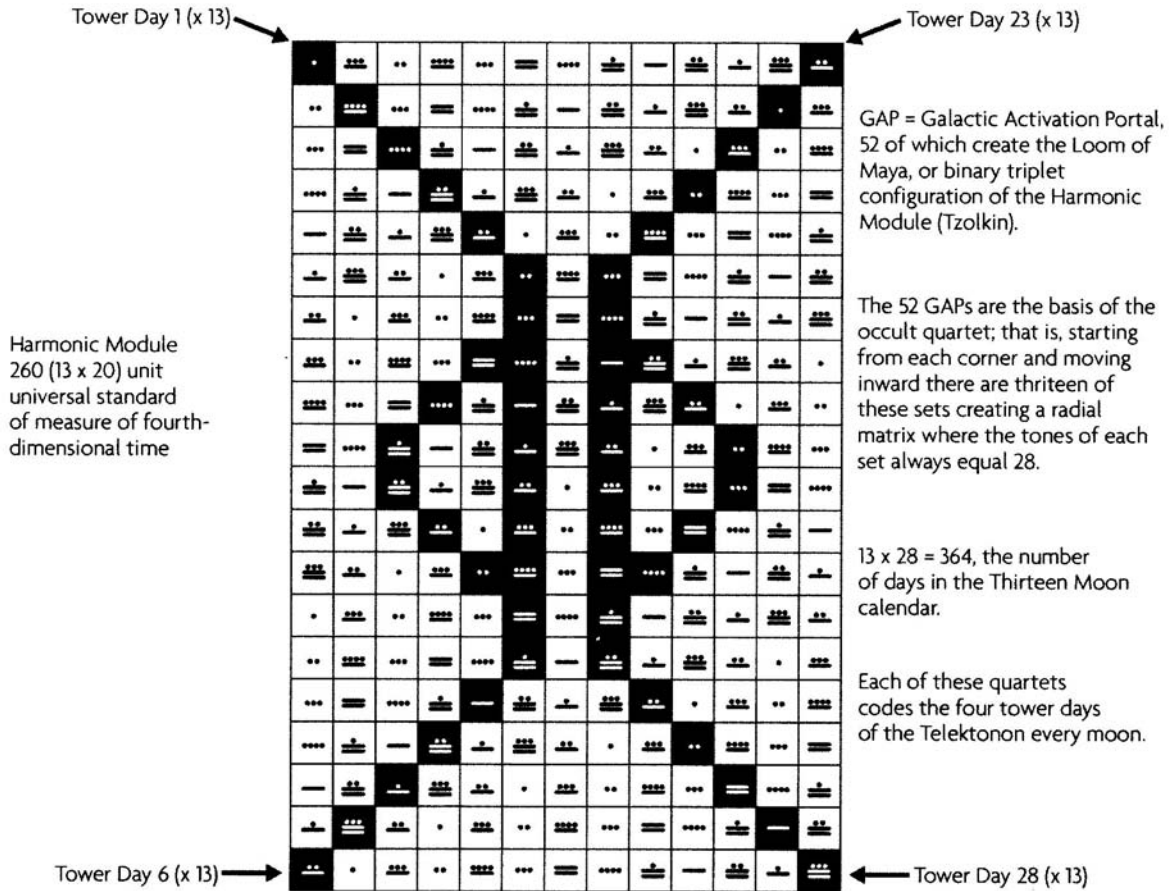 Tower Day 1 (x 13)
Tower Day 23 (x 13)
GAP = Galactic Activation Portal,
52 of which create the Loom of
Maya, or binary triplet
configuration of the Harmonic
Module (Tzolkin).
The 52 GAPs are the basis of the
occult quartet; that is, starting
from each corner and moving
inward there are thriteen of
these sets creating a radial
matrix where the tones of each
set always equal 28.
Harmonic Module
260 (13 x 20) unit
universal standard
of measure of fourth-
dimensional time
13 x 28 = 364, the number
of days in the Thirteen Moon
calendar.
Each of these quartets
codes the four tower days
of the Telektonon every moon.
Tower Day 6 (x 13)
Tower Day 28 (x 13)